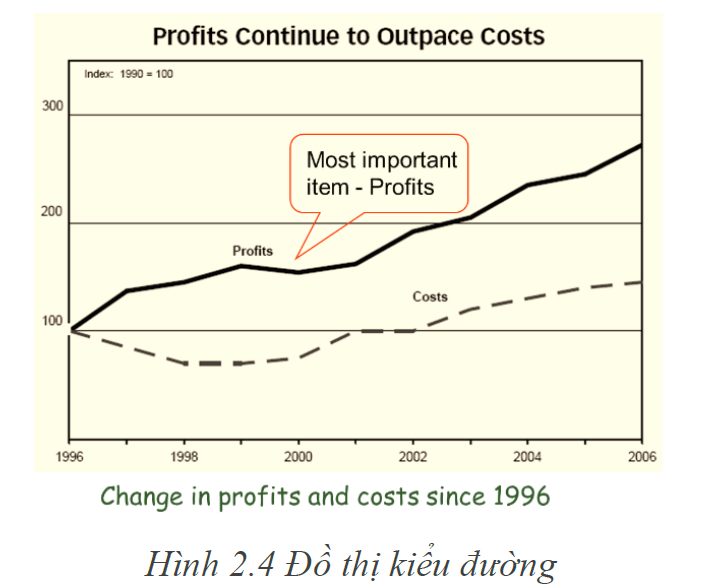 Profits Continue to Outpace Costs
Index: 1990 = 100
300
Most important
item - Profits
200
Profits
Costs
100
1996 1998 2000 2002 2004 2006
Change in profits and costs since 1996
Hình 2.4 Đồ thị kiểu đường